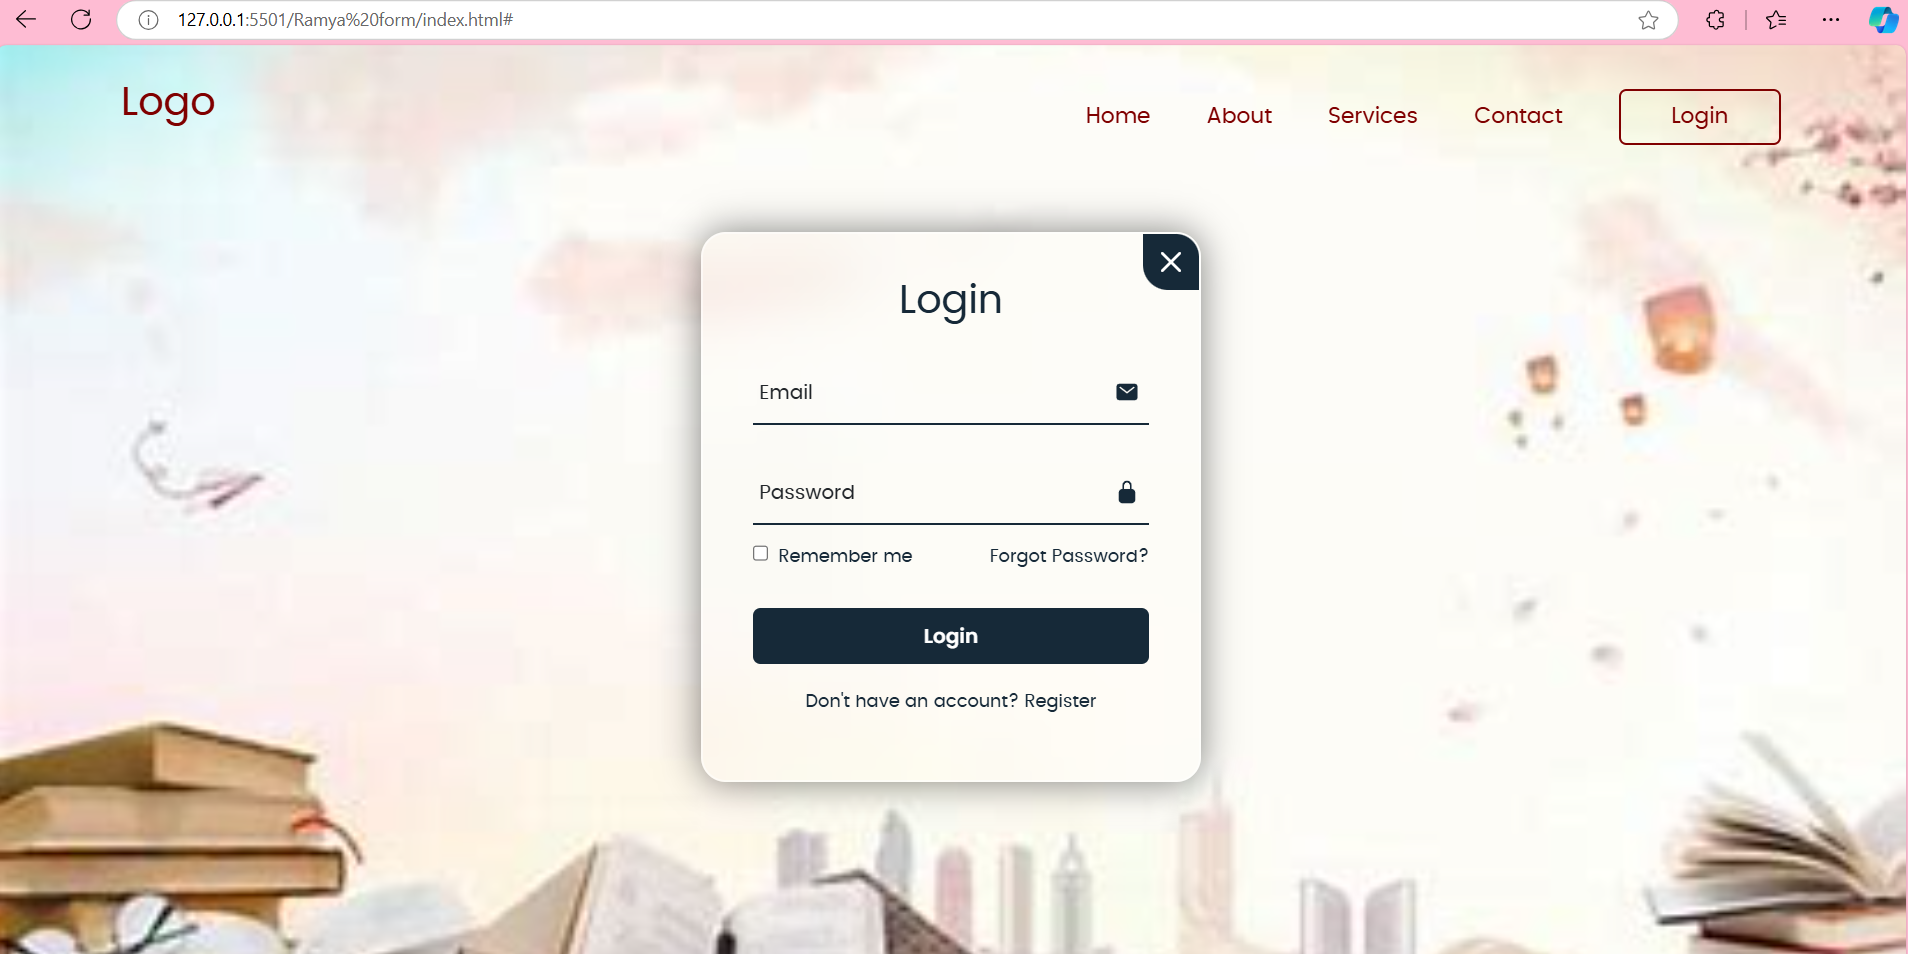 127.0.0.1:5501/Ramya%20form/index.html#
Logo
Home About Services Contact Login
Login
Email
Password
Remember me Forgot Password?
Login
Don't have an account? Register